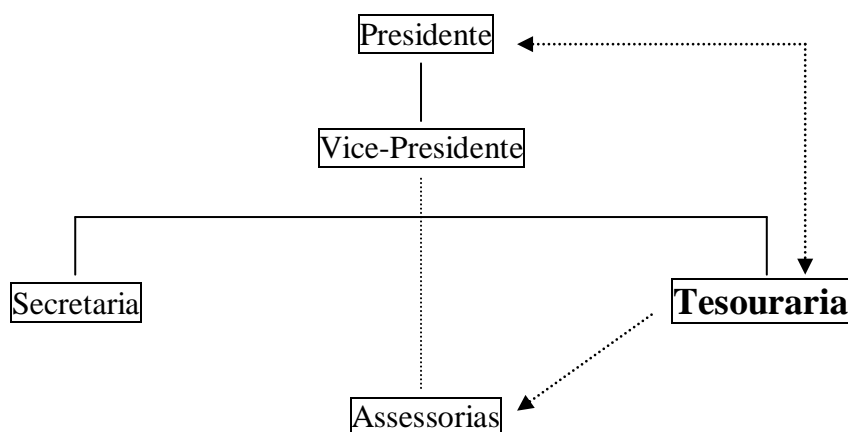 Presidente
Vice-Presidente
Secretaria
Tesouraria
Assessorias